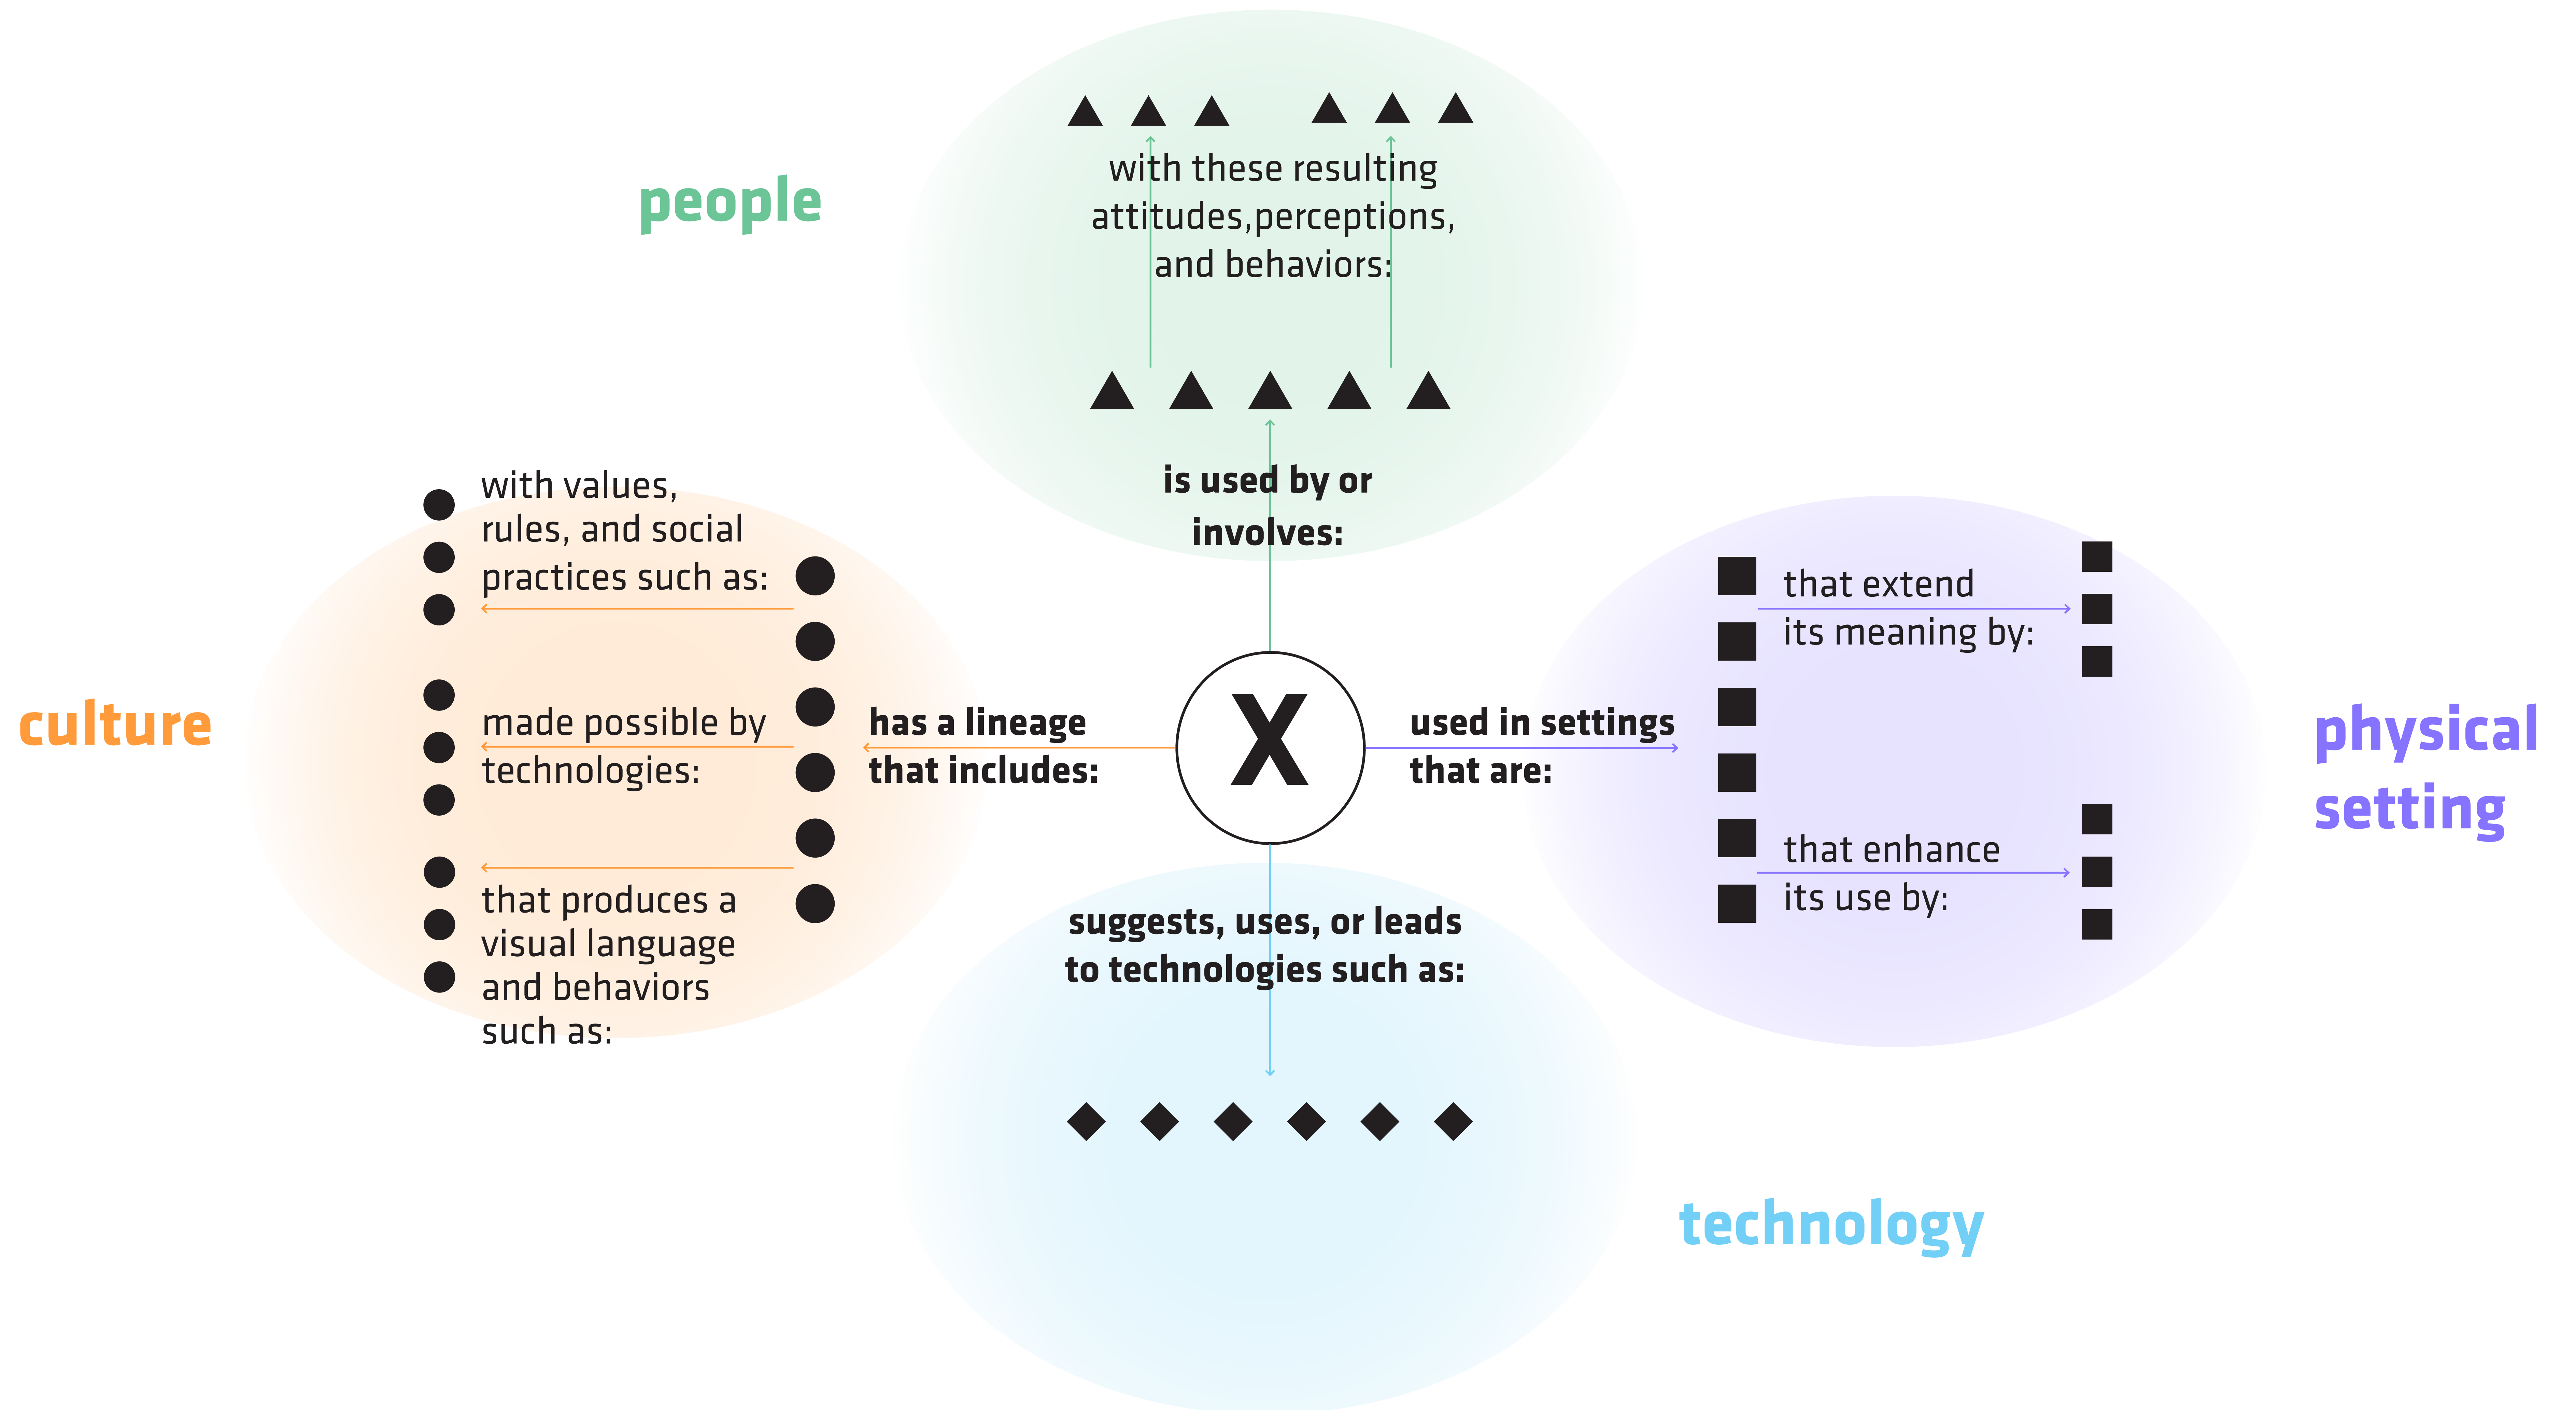 people
with these resulting
attitudes,perceptions,
and behaviors:
is used by or
involves:
culture
with values,
rules, and social
practices such as:
made possible by
technologies:
that produces a
visual language
and behaviors
such as:
has a lineage
that includes:
X
used in settings
that are:
that extend
its meaning by:
that enhance
its use by:
physical
setting
suggests, uses, or leads
to technologies such as:
technology